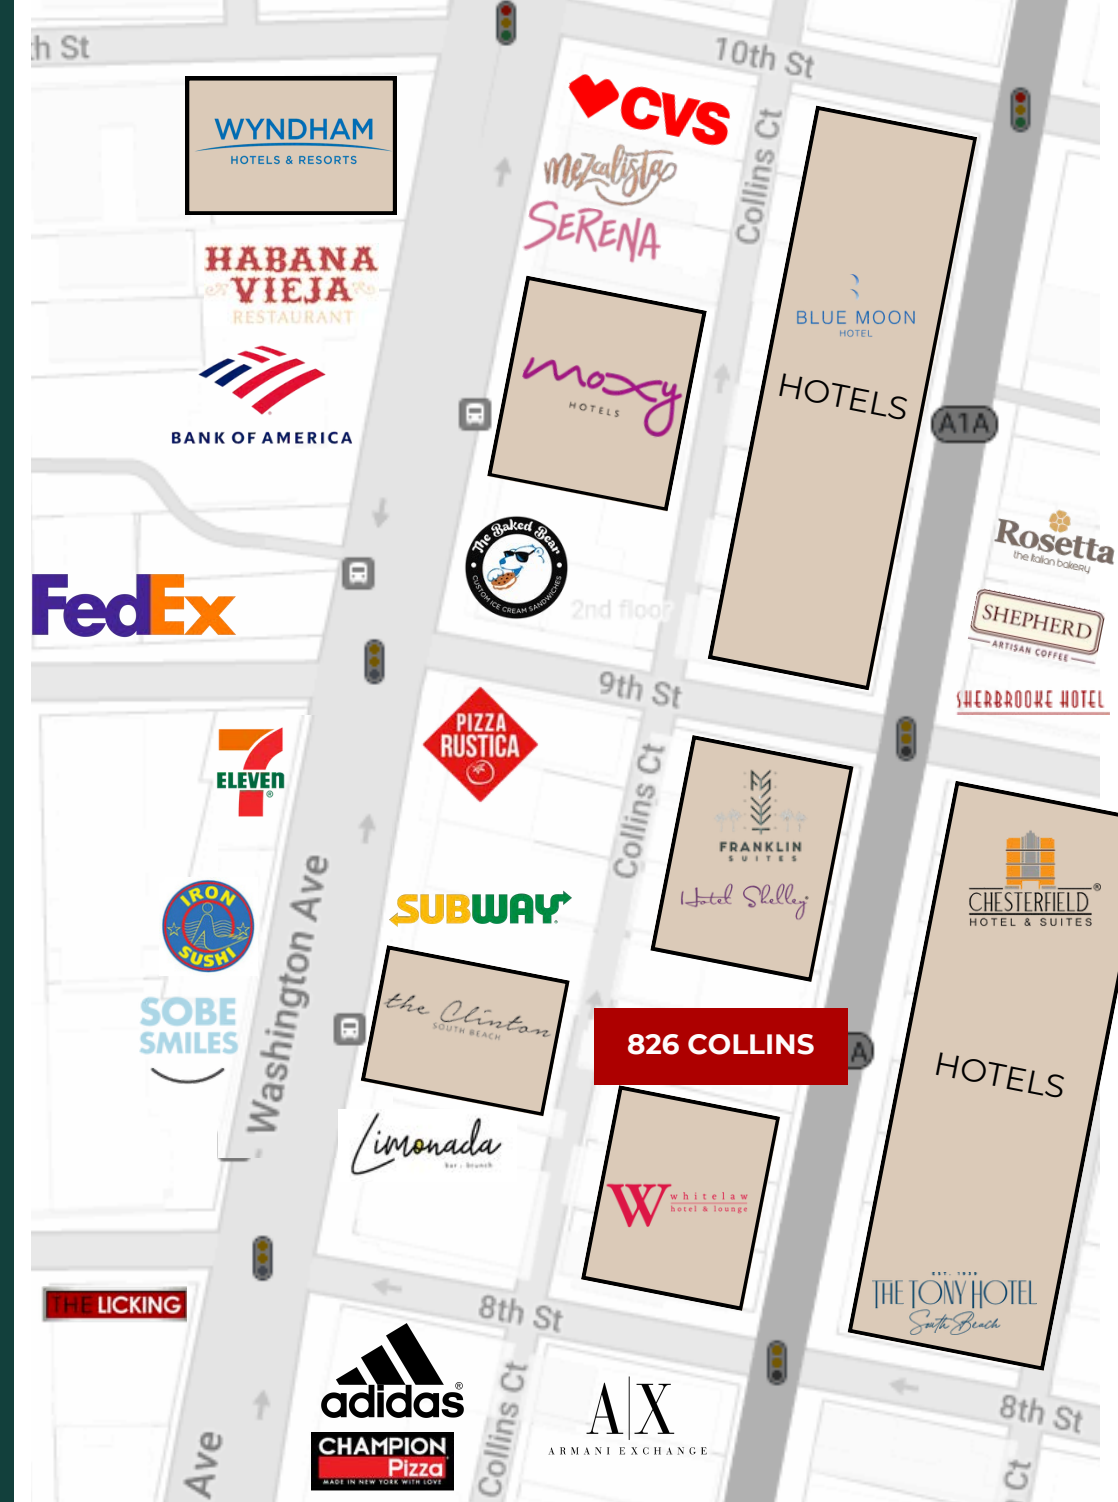 th St
10th St
CVS
Collins Ct
WYNDHAM
HOTELS & RESORTS
mezcalista
SERENA
HABANA
VIEJA
RESTAURANT
BLUE MOON
HOTEL
HOTELS
moxy
HOTELS
A1A
BANK OF AMERICA
Rosetta
the italian bakery
The Baked Bear
CUSTOM ICE CREAM SANDWICHES
FedEx
2nd floor
SHEPHERD
ARTISAN COFFEE
9th St
SHERBROOKE HOTEL
PIZZA
RUSTICA
7
ELEVEN
Collins Ct
FRANKLIN
SUITES
Hotel Shelley
CHESTERFIELD®
HOTEL & SUITES
IRON
SUSHI
SUBWAY
Washington Ave
SOBE
SMILES
the Clinton
SOUTH BEACH
826 COLLINS
A
HOTELS
Limonada
bar + brunch
W whitelaw
hotel & lounge
THE LICKING
EST. 1939
THE TONY HOTEL
South Beach
8th St
adidas®
CHAMPION
Pizza
MADE IN NEW YORK WITH LOVE
Collins Ct
A|X
ARMANI EXCHANGE
8th St
Ave
Ct